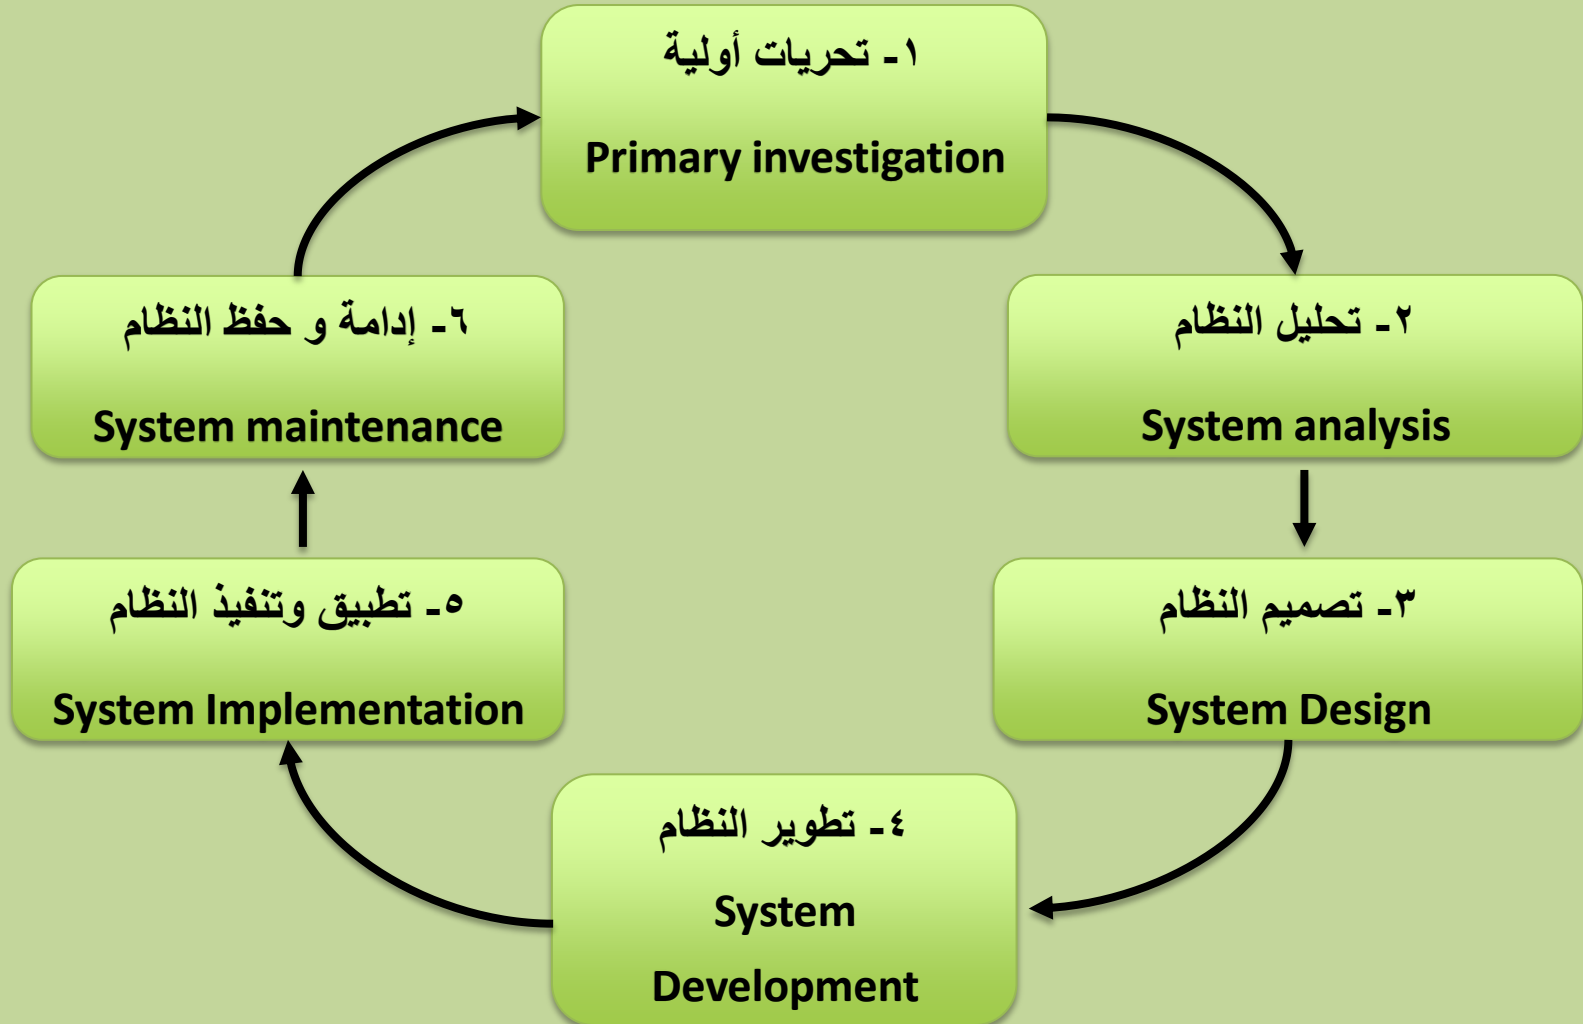 ١- تحريات أولية
Primary investigation
٢- تحليل النظام
System analysis
٣- تصميم النظام
System Design
٤- تطوير النظام
System
Development
٥- تطبيق وتنفيذ النظام
System Implementation
٦- إدامة و حفظ النظام
System maintenance